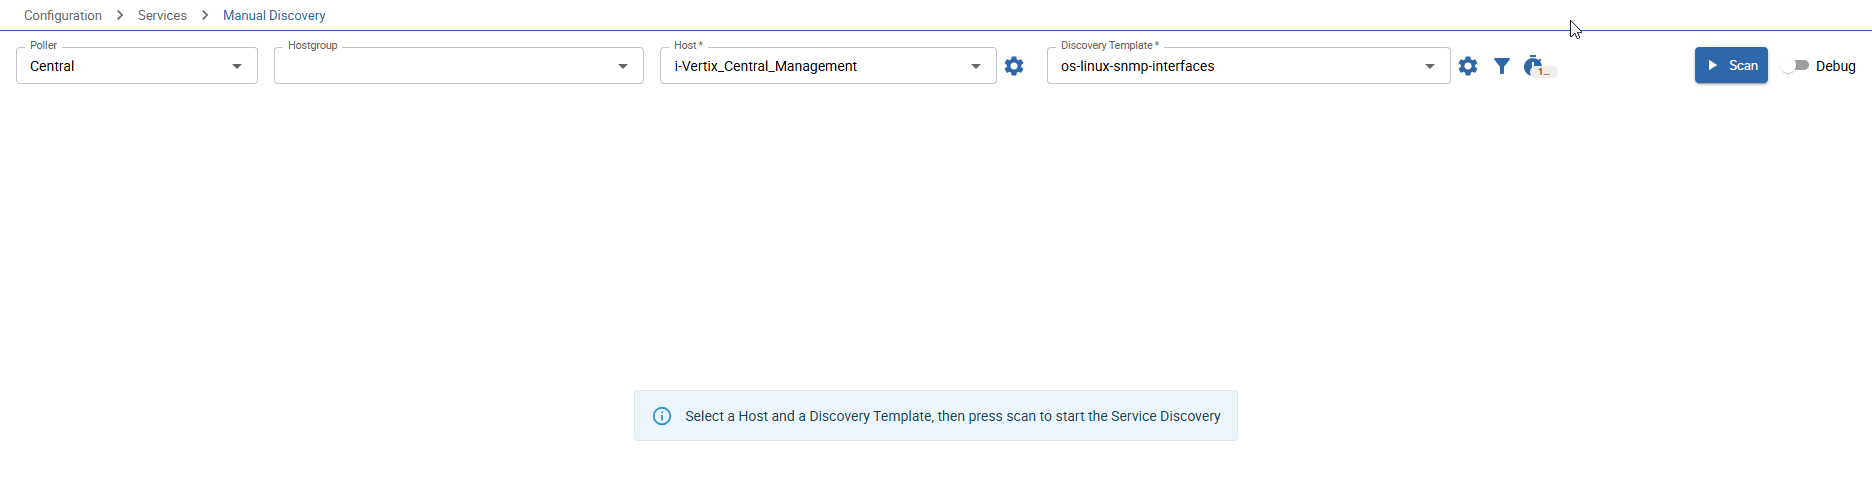 Configuration > Services > Manual Discovery
Poller
Central
Hostgroup
Host *
i-Vertix_Central_Management
Discovery Template *
os-linux-snmp-interfaces
1...
Scan
Debug
Select a Host and a Discovery Template, then press scan to start the Service Discovery